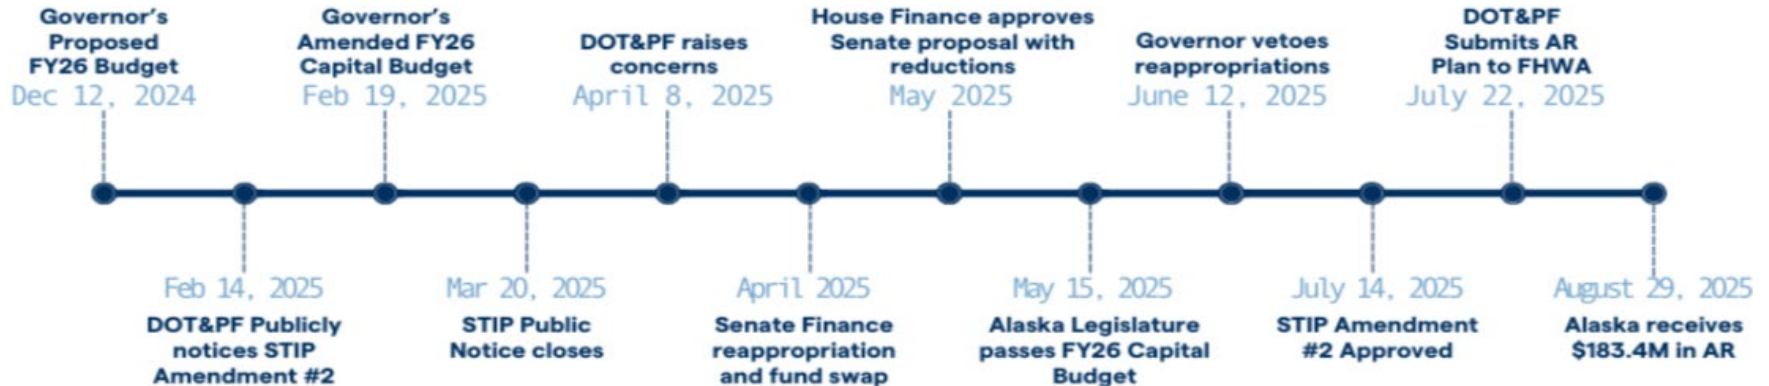 Governor's
Proposed
FY26 Budget
Dec 12, 2024
Governor's
Amended FY26
Capital Budget
Feb 19, 2025
DOT&PF raises
concerns
April 8, 2025
House Finance approves
Senate proposal with
reductions
May 2025
Governor vetoes
reappropriations
June 12, 2025
DOT&PF
Submits AR
Plan to FHWA
July 22, 2025
Feb 14, 2025
DOT&PF Publicly
notices STIP
Amendment #2
Mar 20, 2025
STIP Public
Notice closes
April 2025
Senate Finance
reappropriation
and fund swap
May 15, 2025
Alaska Legislature
passes FY26 Capital
Budget
July 14, 2025
STIP Amendment
#2 Approved
August 29, 2025
Alaska receives
$183.4M in AR